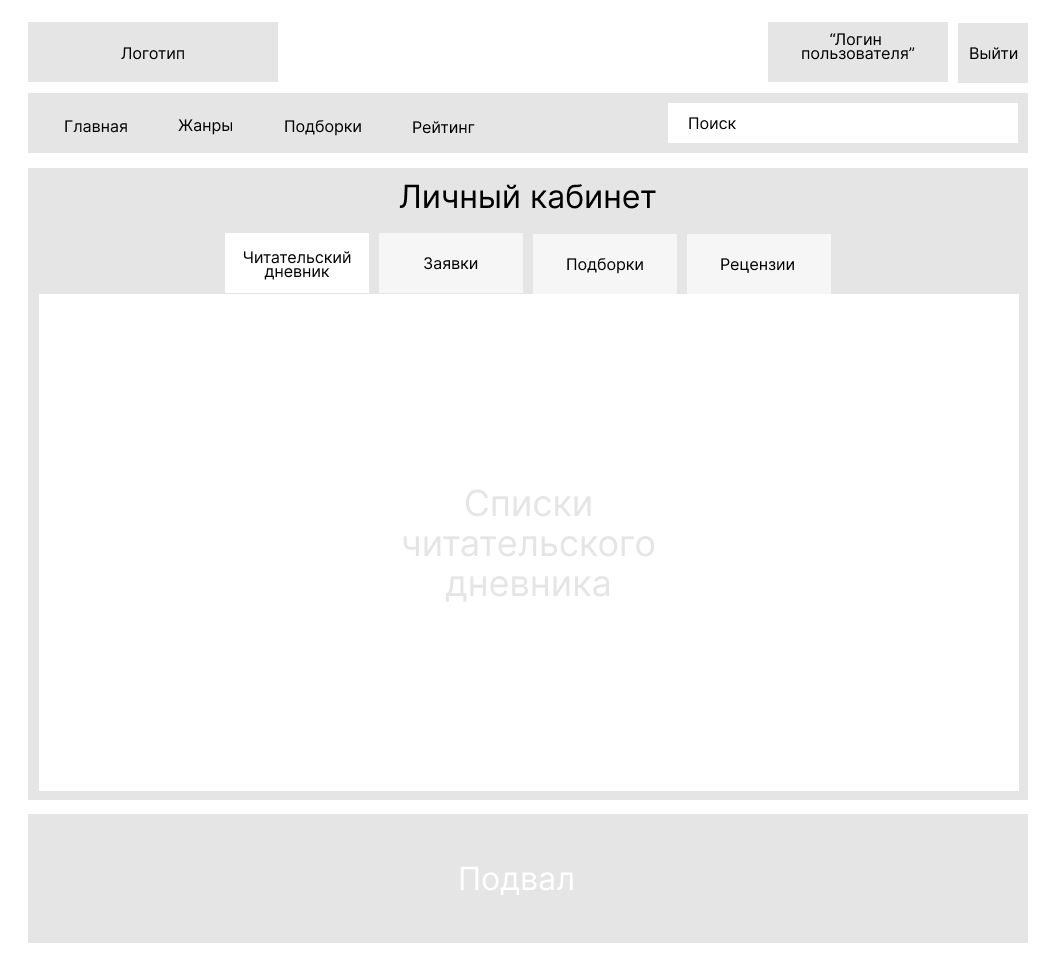 Логотип
“Логин
пользователя”
Выйти
Главная
Жанры
Подборки
Рейтинг
Поиск
Личный кабинет
Читательский
дневник
Заявки
Подборки
Рецензии
Списки
читательского
дневника
Подвал